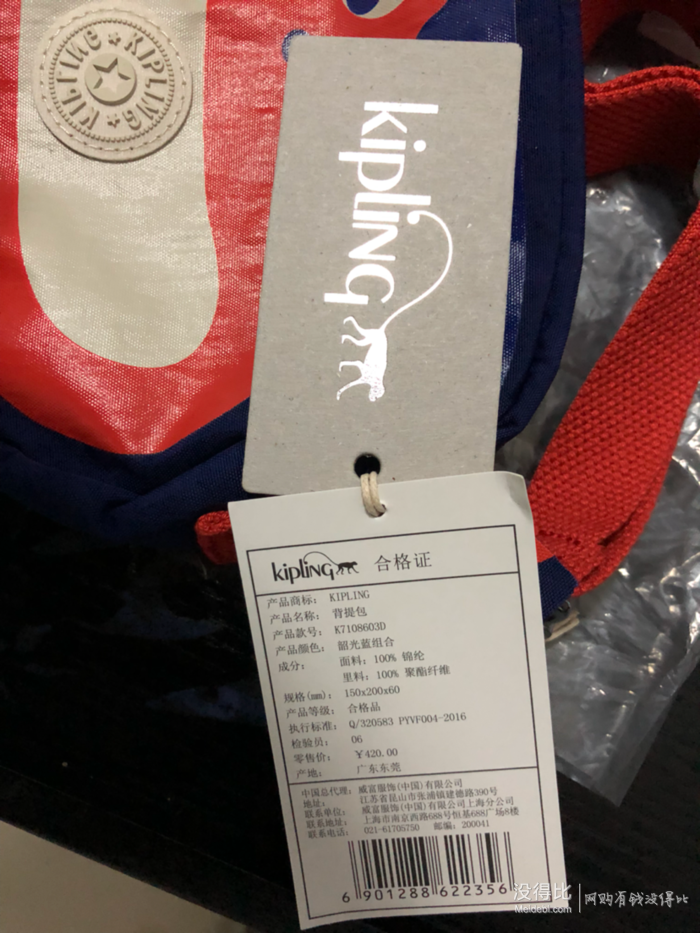 KIPLING KIPLING
kipling
kipling 合格证
产品商标: KIPLING
产品名称: 背提包
产品款号: K7108603D
产品颜色: 韶光蓝组合
成分: 面料: 100% 锦纶
里料: 100% 聚酯纤维
规格(mm): 150x200x60
产品等级: 合格品
执行标准: Q/320583 PYVF004-2016
检验员: 06
零售价: ¥420.00
产地: 广东东莞
中国总代理: 威富服饰(中国)有限公司
地址: 江苏省昆山市张浦镇建德路390号
联系单位: 威富服饰(中国)有限公司上海分公司
联系地址: 上海市南京西路688号恒基688广场8楼
联系电话: 021-61705750 邮编: 200041
6 901288 622356
没得比 网购有钱没得比
Meidebi.com